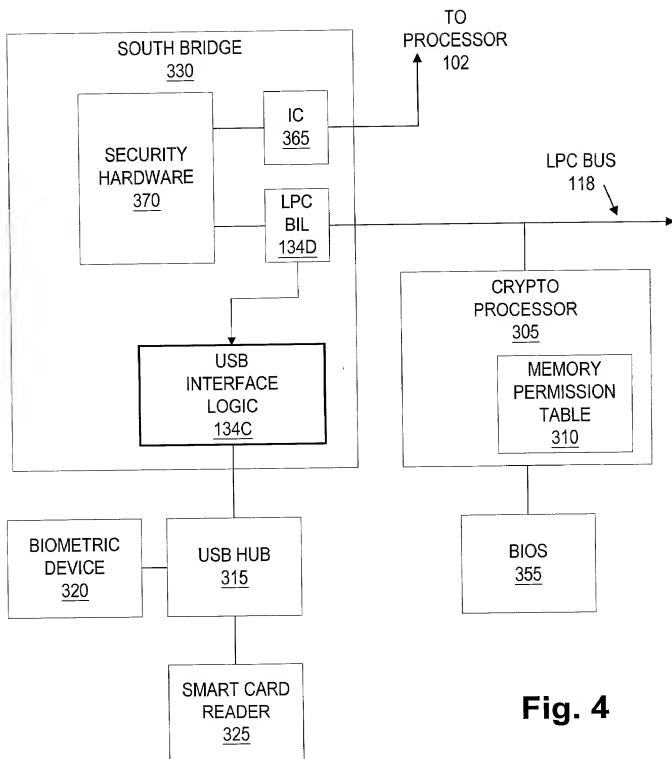 TO
PROCESSOR
102
SOUTH BRIDGE
330
IC
365
SECURITY
HARDWARE
370
LPC
BIL
134D
LPC BUS
118
CRYPTO
PROCESSOR
305
MEMORY
PERMISSION
TABLE
310
USB
INTERFACE
LOGIC
134C
BIOMETRIC
DEVICE
320
USB HUB
315
BIOS
355
SMART CARD
READER
325
Fig. 4